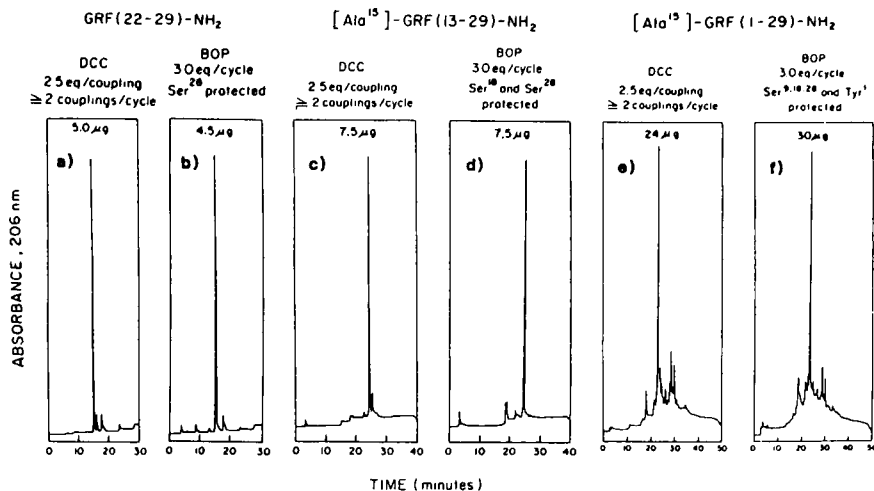 GRF(22-29)-NH2
[Ala15]-GRF(13-29)-NH2
[Ala15]-GRF(1-29)-NH2
DCC
2.5 eq/coupling
≧ 2 couplings/cycle
BOP
3.0 eq/cycle
Ser28 protected
DCC
2.5 eq/coupling
≧ 2 couplings/cycle
BOP
3.0 eq/cycle
Ser18 and Ser28
protected
DCC
2.5 eq/coupling
≧ 2 couplings/cycle
BOP
3.0 eq/cycle
Ser9,18,28 and Tyr1
protected
5.0 μg
4.5 μg
7.5 μg
7.5 μg
24 μg
30 μg
a)
b)
c)
d)
e)
f)
ABSORBANCE, 206 nm
0 10 20 30
0 10 20 30
0 10 20 30 40
0 10 20 30 40
0 10 20 30 40 50
0 10 20 30 40 50
TIME (minutes)